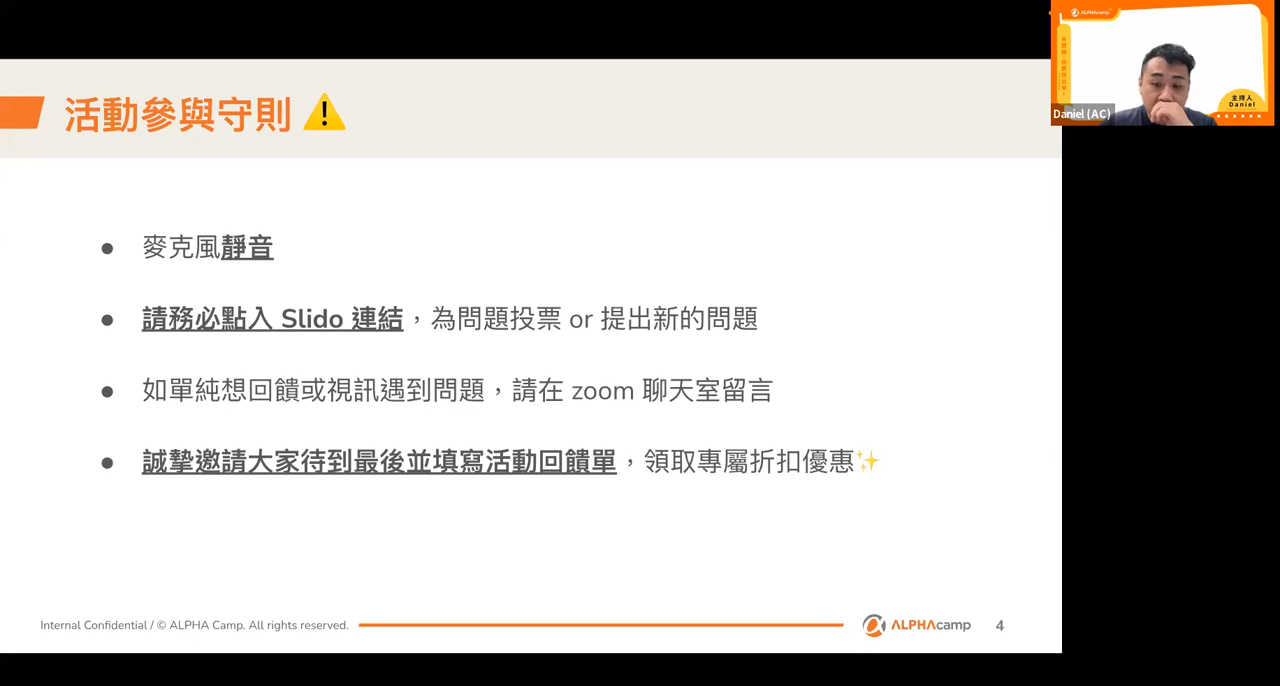 活動參與守則
麥克風靜音
請務必點入 Slido 連結，為問題投票 or 提出新的問題
如單純想回饋或視訊遇到問題，請在 zoom 聊天室留言
誠摯邀請大家待到最後並填寫活動回饋單，領取專屬折扣優惠✨
Internal Confidential / © ALPHA Camp. All rights reserved.
ALPHAcamp
4
ALPHAcamp
主持人
Daniel
Daniel (AC)